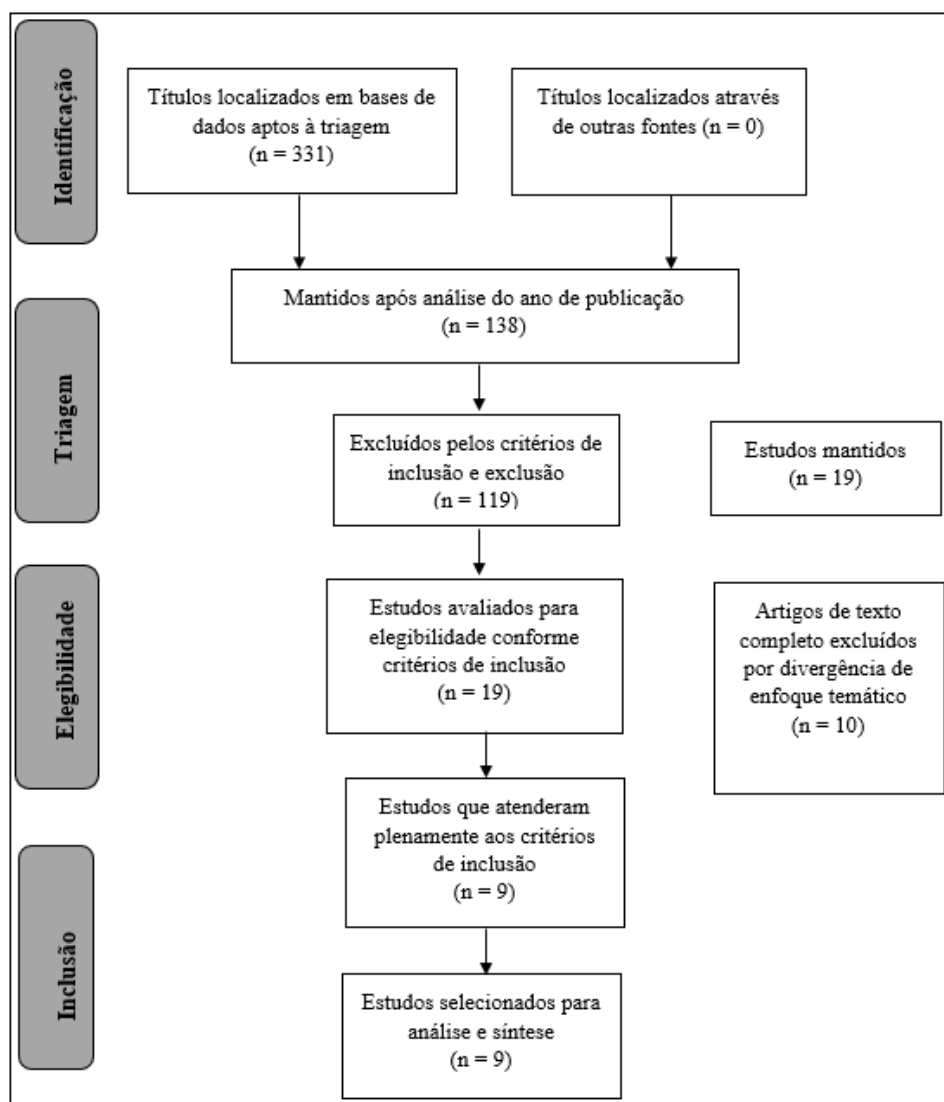 Identificação
Títulos localizados em bases de
dados aptos à triagem
(n = 331)
Títulos localizados através
de outras fontes (n = 0)
Mantidos após análise do ano de publicação
(n = 138)
Triagem
Excluídos pelos critérios de
inclusão e exclusão
(n = 119)
Estudos mantidos
(n = 19)
Elegibilidade
Estudos avaliados para
elegibilidade conforme
critérios de inclusão
(n = 19)
Artigos de texto
completo excluídos
por divergência de
enfoque temático
(n = 10)
Estudos que atenderam
plenamente aos critérios
de inclusão
(n = 9)
Inclusão
Estudos selecionados para
análise e síntese
(n = 9)